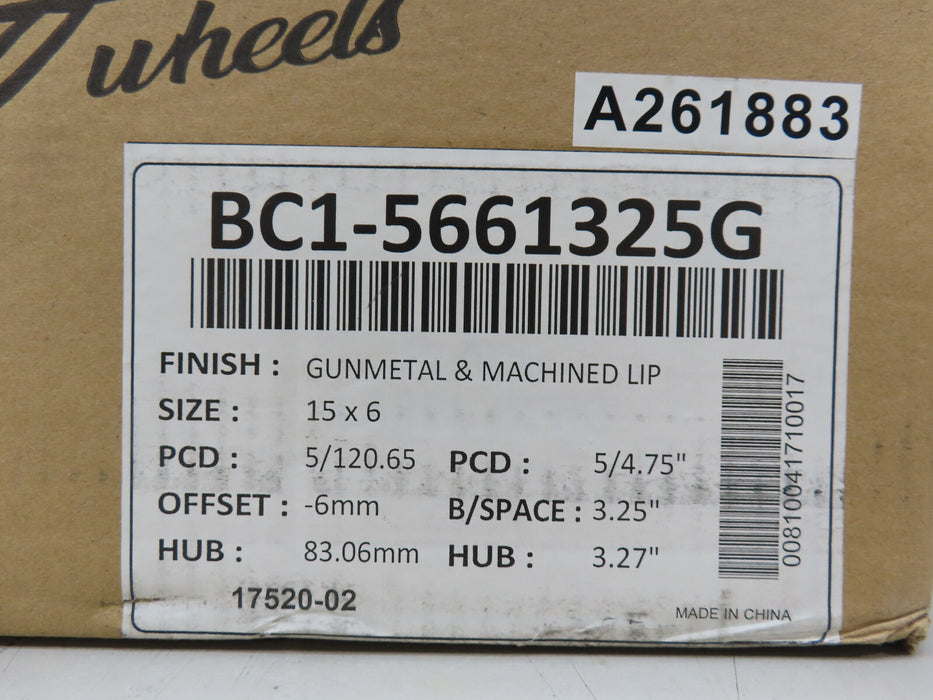 wheels
A261883
BC1-5661325G
FINISH : GUNMETAL & MACHINED LIP
SIZE : 15 x 6
PCD : 5/120.65 PCD : 5/4.75"
OFFSET : -6mm B/SPACE : 3.25"
HUB : 83.06mm HUB : 3.27"
00810041710017
17520-02
MADE IN CHINA